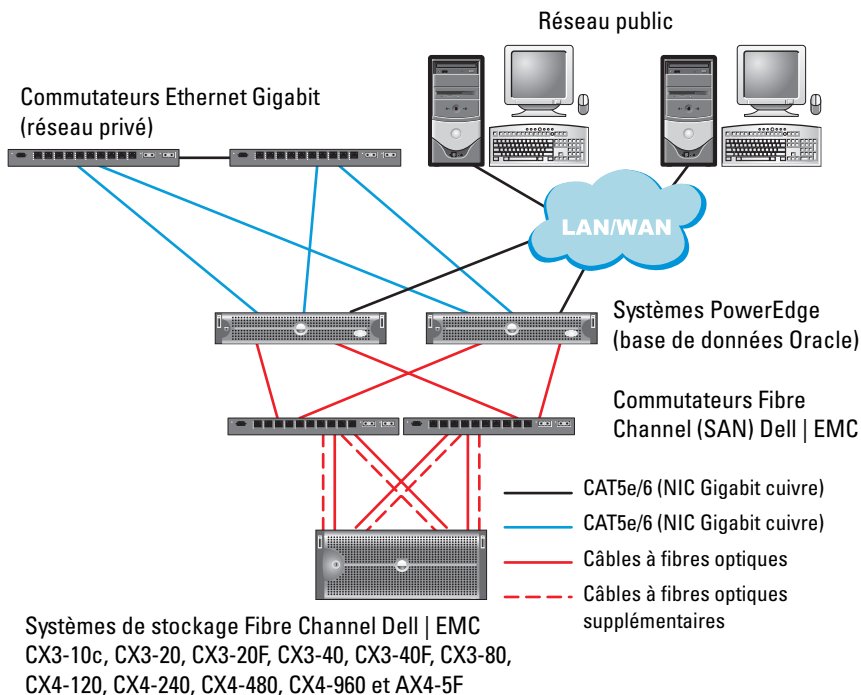 Réseau public
Commutateurs Ethernet Gigabit
(réseau privé)
LAN/WAN
Systèmes PowerEdge
(base de données Oracle)
Commutateurs Fibre
Channel (SAN) Dell | EMC
CAT5e/6 (NIC Gigabit cuivre)
CAT5e/6 (NIC Gigabit cuivre)
Câbles à fibres optiques
Câbles à fibres optiques
supplémentaires
Systèmes de stockage Fibre Channel Dell | EMC
CX3-10c, CX3-20, CX3-20F, CX3-40, CX3-40F, CX3-80,
CX4-120, CX4-240, CX4-480, CX4-960 et AX4-5F